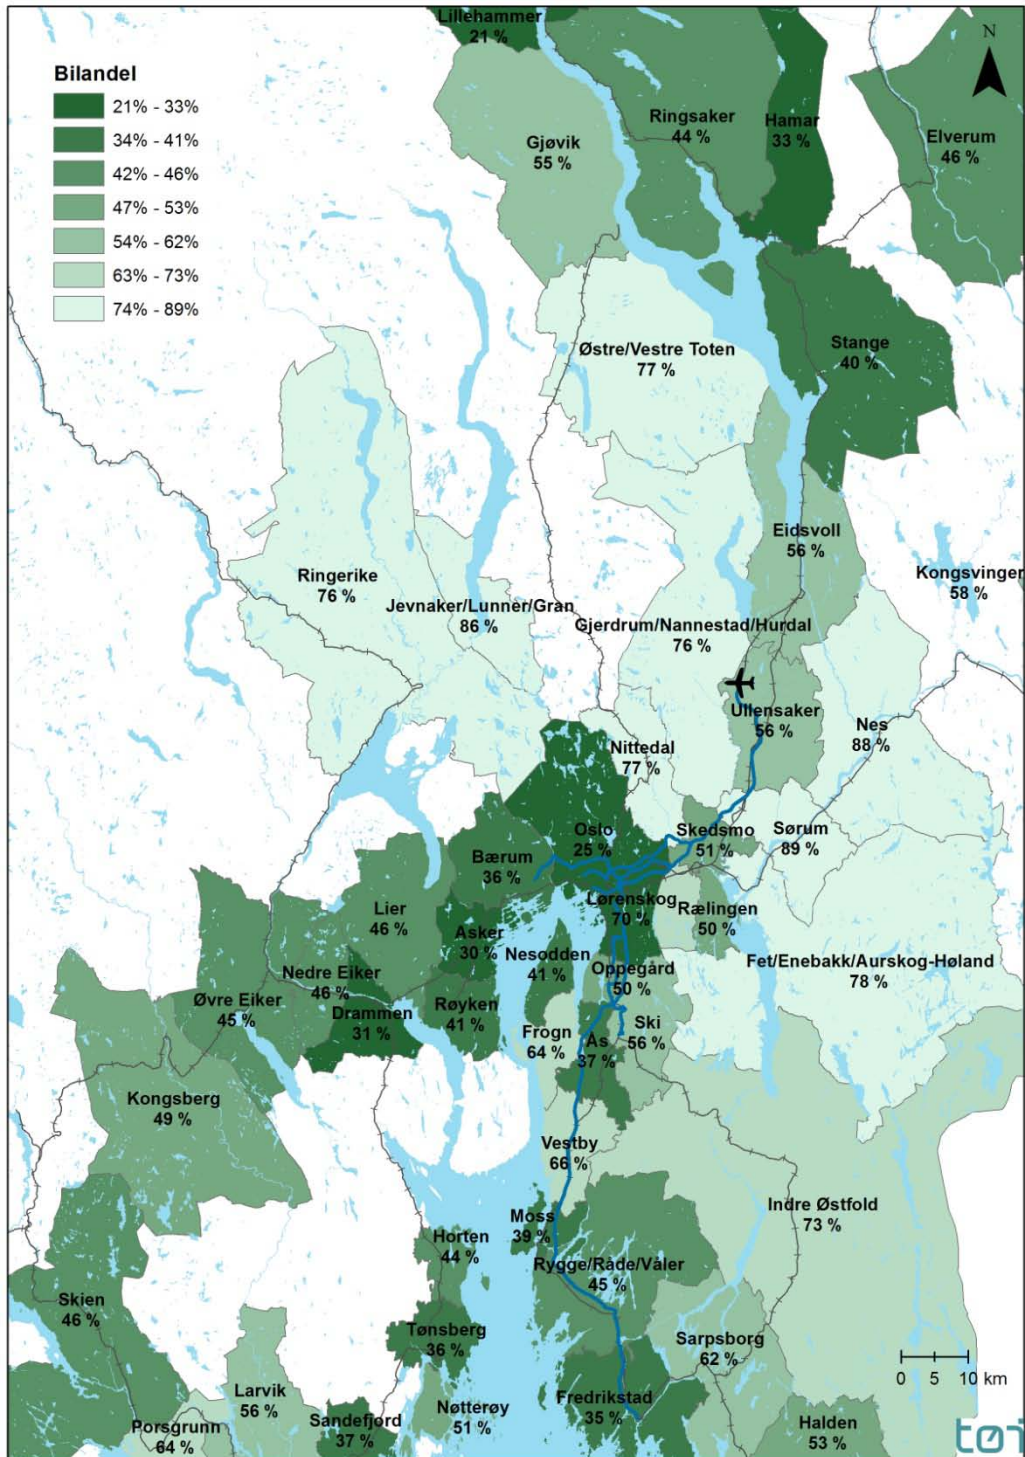 Lillehammer
21 %
N
Bilandel
21% - 33%
34% - 41%
42% - 46%
47% - 53%
54% - 62%
63% - 73%
74% - 89%
Gjøvik
55 %
Ringsaker
44 %
Hamar
33 %
Elverum
46 %
Østre/Vestre Toten
77 %
Stange
40 %
Eidsvoll
56 %
Kongsvinger
58 %
Ringerike
76 %
Jevnaker/Lunner/Gran
86 %
Gjerdrum/Nannestad/Hurdal
76 %
Ullensaker
56 %
Nes
88 %
Nittedal
77 %
Oslo
25 %
Skedsmo
51 %
Sørum
89 %
Bærum
36 %
Lørenskog
70 %
Rælingen
50 %
Lier
46 %
Asker
30 %
Nesodden
41 %
Oppegård
50 %
Fet/Enebakk/Aurskog-Høland
78 %
Nedre Eiker
46 %
Øvre Eiker
45 %
Drammen
31 %
Røyken
41 %
Frogn
64 %
Ås
37 %
Ski
56 %
Kongsberg
49 %
Vestby
66 %
Indre Østfold
73 %
Moss
39 %
Horten
44 %
Rygge/Råde/Våler
45 %
Skien
46 %
Tønsberg
36 %
Sarpsborg
62 %
0 5 10 km
Larvik
56 %
Porsgrunn
64 %
Sandefjord
37 %
Nøtterøy
51 %
Fredrikstad
35 %
Halden
53 %
tøi